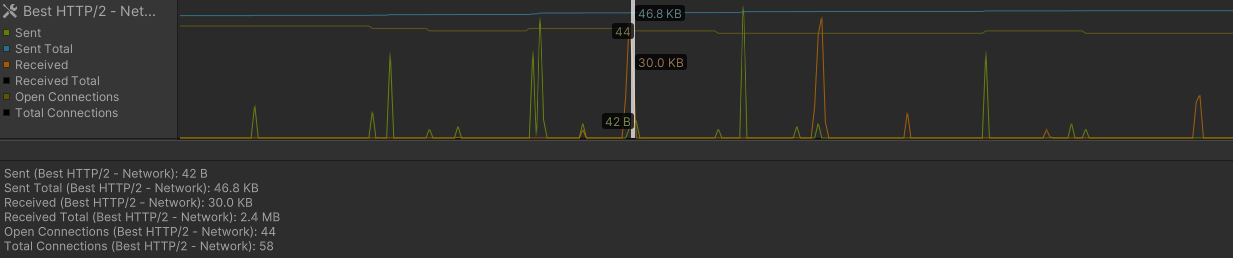 Best HTTP/2 - Net...
Sent
Sent Total
Received
Received Total
Open Connections
Total Connections
46.8 KB
44
30.0 KB
42 B
Sent (Best HTTP/2 - Network): 42 B
Sent Total (Best HTTP/2 - Network): 46.8 KB
Received (Best HTTP/2 - Network): 30.0 KB
Received Total (Best HTTP/2 - Network): 2.4 MB
Open Connections (Best HTTP/2 - Network): 44
Total Connections (Best HTTP/2 - Network): 58